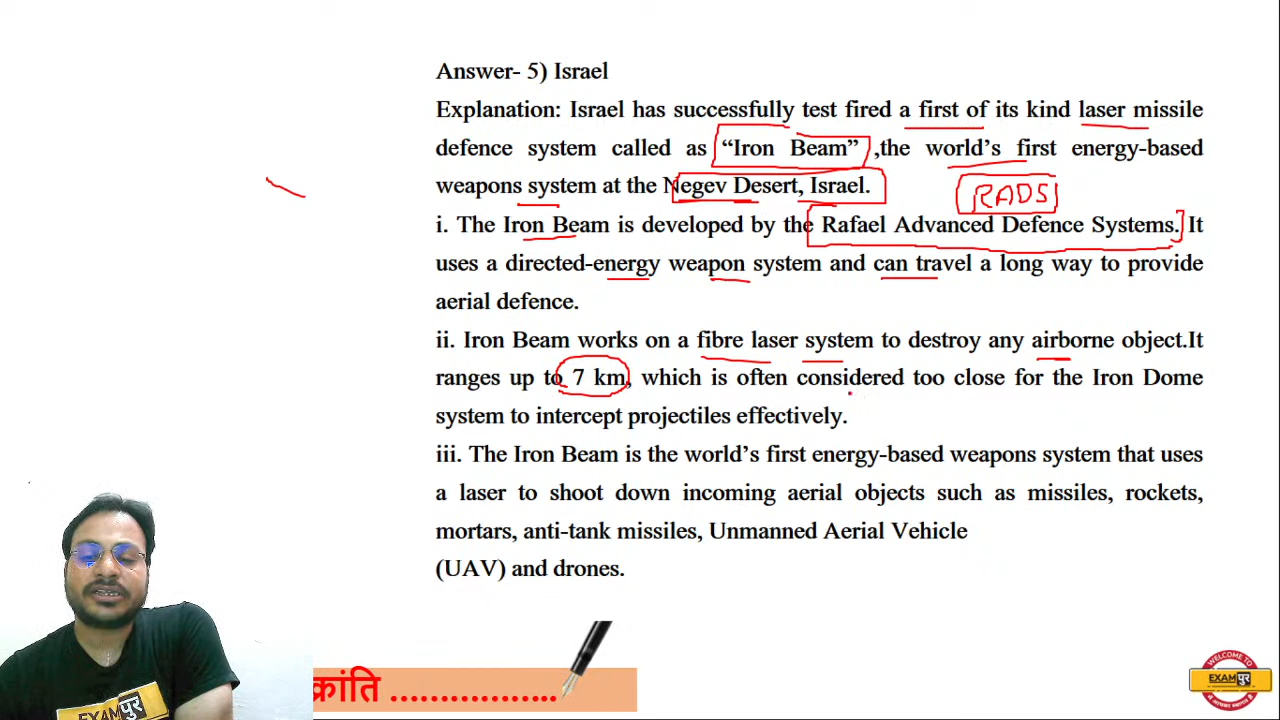 Answer- 5) Israel
Explanation: Israel has successfully test fired a first of its kind laser missile
defence system called as “Iron Beam” ,the world’s first energy-based
weapons system at the Negev Desert, Israel.
RADS
i. The Iron Beam is developed by the Rafael Advanced Defence Systems. It
uses a directed-energy weapon system and can travel a long way to provide
aerial defence.
ii. Iron Beam works on a fibre laser system to destroy any airborne object.It
ranges up to 7 km, which is often considered too close for the Iron Dome
system to intercept projectiles effectively.
iii. The Iron Beam is the world’s first energy-based weapons system that uses
a laser to shoot down incoming aerial objects such as missiles, rockets,
mortars, anti-tank missiles, Unmanned Aerial Vehicle
(UAV) and drones.
क्रांति ..................
WELCOME TO
EXAMपुर
EXAMपुर